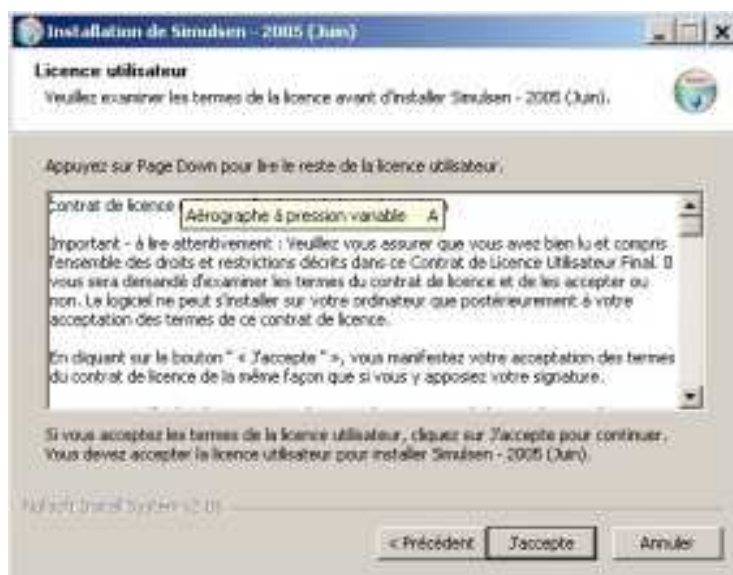 Installation de Simulsen - 2005 (Juin)
Licence utilisateur
Veuillez examiner les termes de la licence avant d'installer Simulsen - 2005 (Juin).
Appuyez sur Page Down pour lire le reste de la licence utilisateur.
Contrat de licence
Aérographe à pression variable A
Important - à lire attentivement : Veuillez vous assurer que vous avez bien lu et compris
l'ensemble des droits et restrictions décrits dans ce Contrat de Licence Utilisateur Final. Il
vous sera demandé d'examiner les termes du contrat de licence et de les accepter ou
non. Le logiciel ne peut s'installer sur votre ordinateur que postérieurement à votre
acceptation des termes de ce contrat de licence.
En cliquant sur le bouton " « J'accepte " », vous manifestez votre acceptation des termes
du contrat de licence de la même façon que si vous y apposiez votre signature.
Si vous acceptez les termes de la licence utilisateur, cliquez sur J'accepte pour continuer.
Vous devez accepter la licence utilisateur pour installer Simulsen - 2005 (Juin).
Nullsoft Install System
< Précédent
J'accepte
Annuler